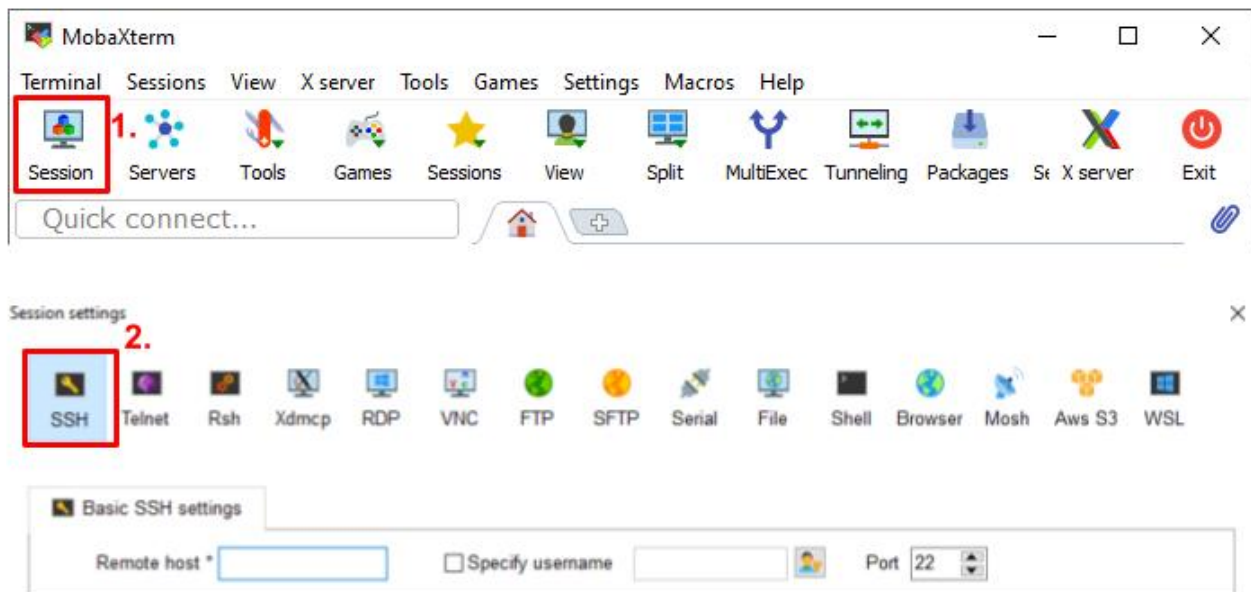 MobaXterm
Terminal Sessions View X server Tools Games Settings Macros Help
1.
Session Servers Tools Games Sessions View Split MultiExec Tunneling Packages Se X server Exit
Quick connect...
Session settings
2.
SSH Telnet Rsh Xdmcp RDP VNC FTP SFTP Serial File Shell Browser Mosh Aws S3 WSL
Basic SSH settings
Remote host * Specify username Port 22